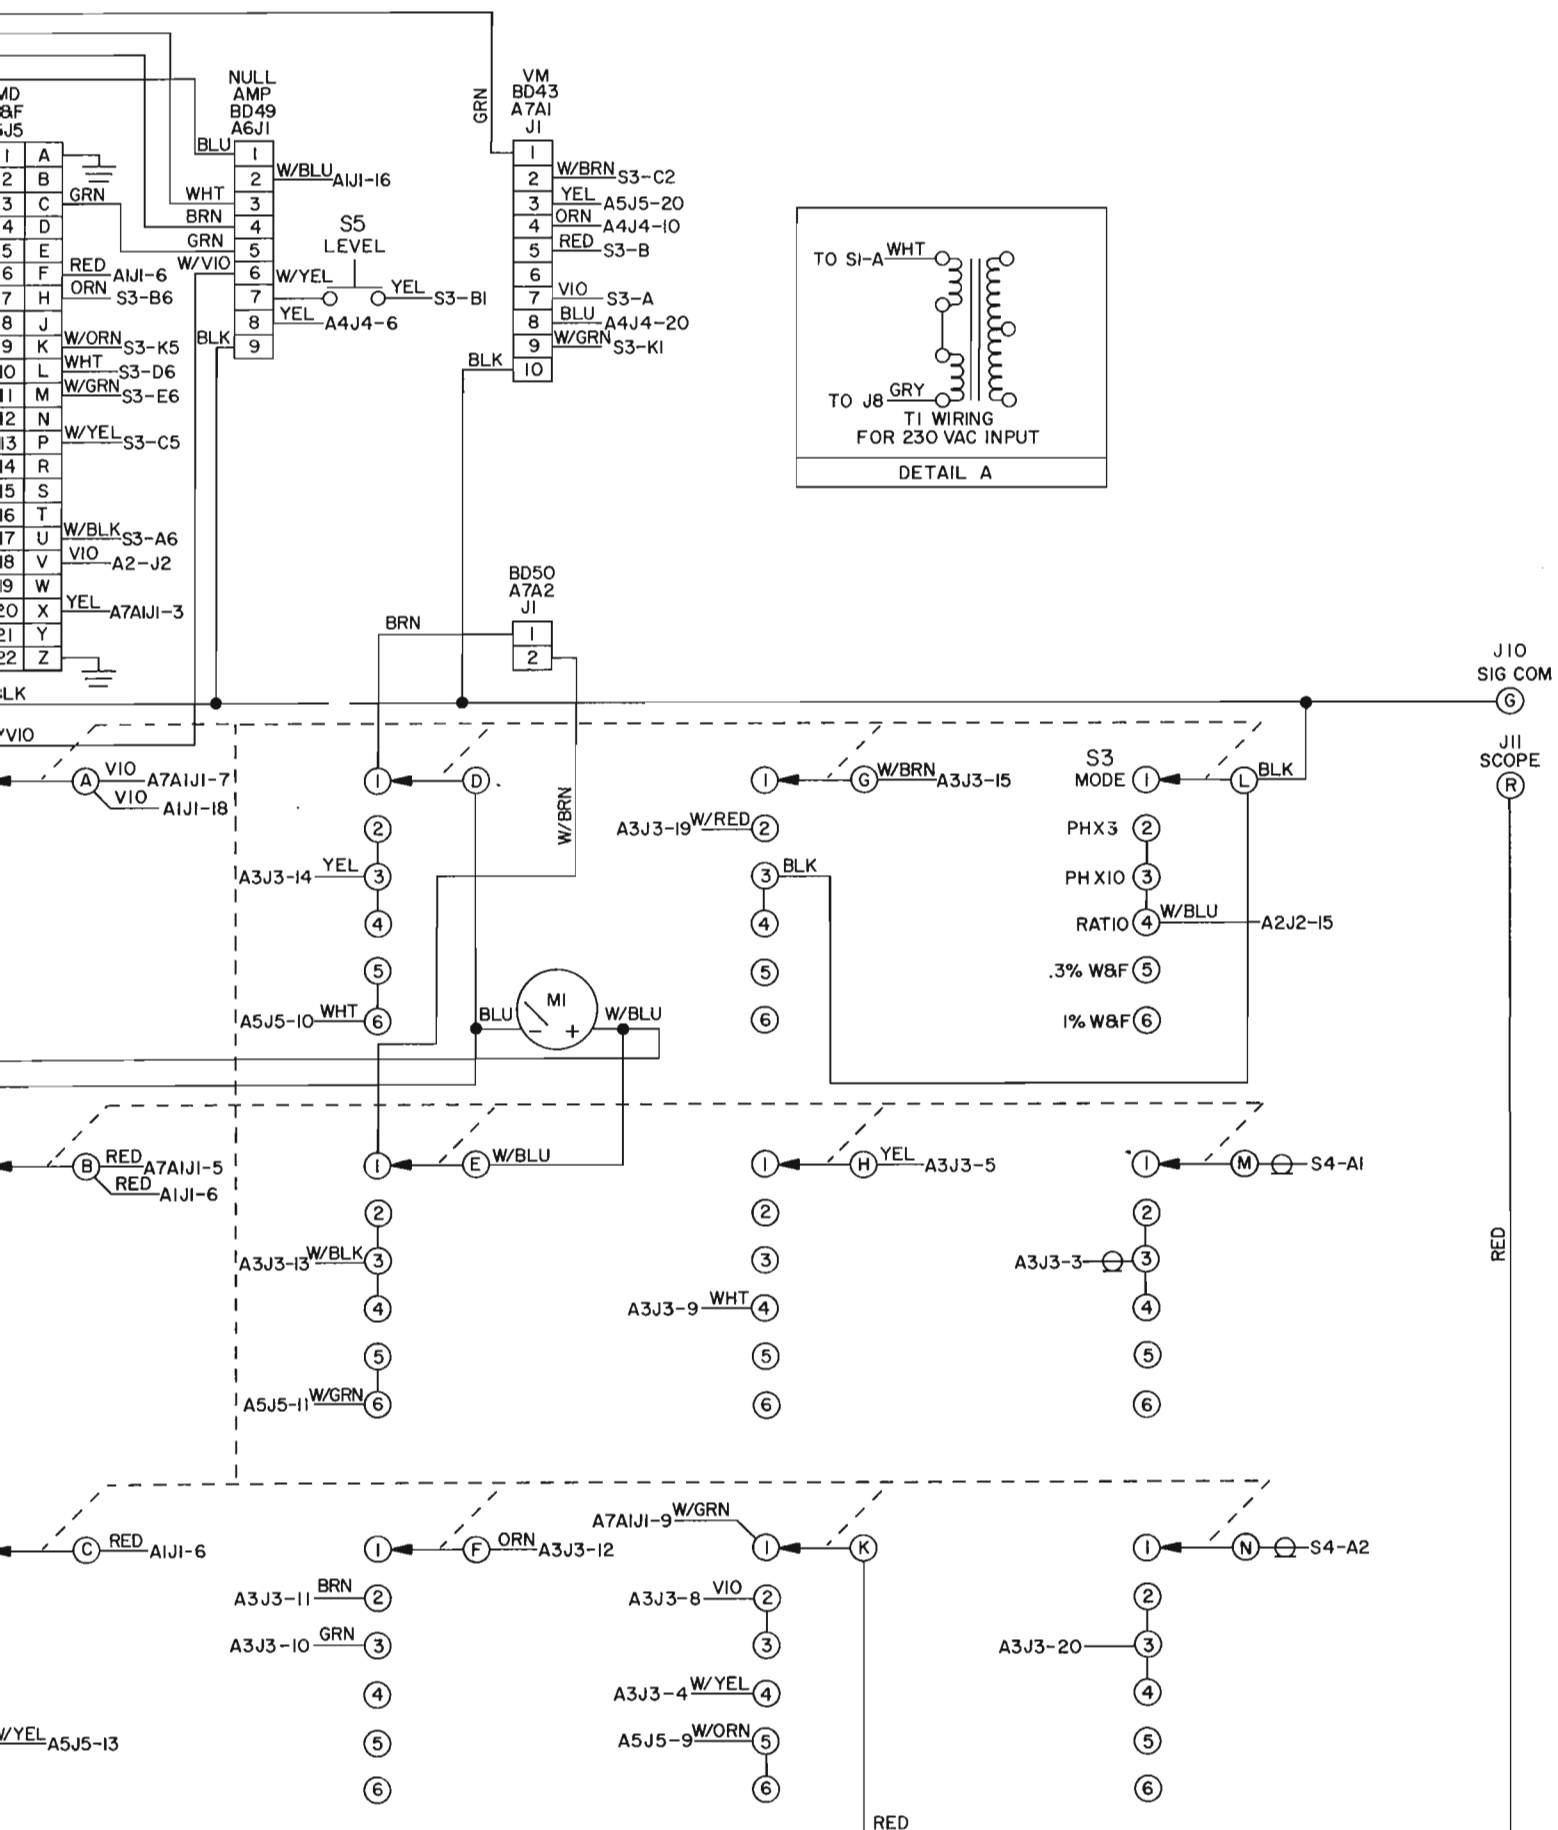 NULL
AMP
BD49
A6J1
BLU 1
2 W/BLU A1J1-16
WHT 3
BRN 4
GRN 5
W/VIO 6
W/YEL 7
YEL 8 A4J4-6
BLK 9
S5
LEVEL
YEL S3-B1
GRN
VM
BD43
A7A1
J1
1
2 W/BRN S3-C2
3 YEL A5J5-20
4 ORN A4J4-10
5 RED S3-B
6
7 VIO S3-A
8 BLU A4J4-20
9 W/GRN S3-K1
BLK 10
TO S1-A WHT
TO J8 GRY
T1 WIRING
FOR 230 VAC INPUT
DETAIL A
1 A
2 B
3 C GRN
4 D
5 E
6 F RED A1J1-6
7 H ORN S3-B6
8 J
9 K W/ORN S3-K5
10 L WHT S3-D6
11 M W/GRN S3-E6
12 N
13 P W/YEL S3-C5
14 R
15 S
16 T
17 U W/BLK S3-A6
18 V VIO A2-J2
19 W
20 X YEL A7A1J1-3
21 Y
22 Z
BD50
A7A2
J1
BRN 1
2
W/BRN
J10
SIG COM
G
J11
SCOPE
R
RED
A VIO A7A1J1-7
VIO A1J1-18
1 D
2
A3J3-14 YEL 3
4
5
A5J5-10 WHT 6
BLU M1 W/BLU
- +
1 G W/BRN A3J3-15
A3J3-19 W/RED 2
3 BLK
4
5
6
S3
MODE 1 L BLK
PHX3 2
PHX10 3
RATIO 4 W/BLU A2J2-15
.3% W&F 5
1% W&F 6
B RED A7A1J1-5
RED A1J1-6
1 E W/BLU
2
A3J3-13 W/BLK 3
4
5
A5J5-11 W/GRN 6
1 H YEL A3J3-5
2
3
A3J3-9 WHT 4
5
6
1 M S4-A1
2
A3J3-3 3
4
5
6
C RED A1J1-6
1 F ORN A3J3-12
A3J3-11 BRN 2
A3J3-10 GRN 3
4
5
6
A7A1J1-9 W/GRN 1 K
A3J3-8 VIO 2
3
A3J3-4 W/YEL 4
A5J5-9 W/ORN 5
6
RED
1 N S4-A2
2
A3J3-20 3
4
5
6
A5J5-13